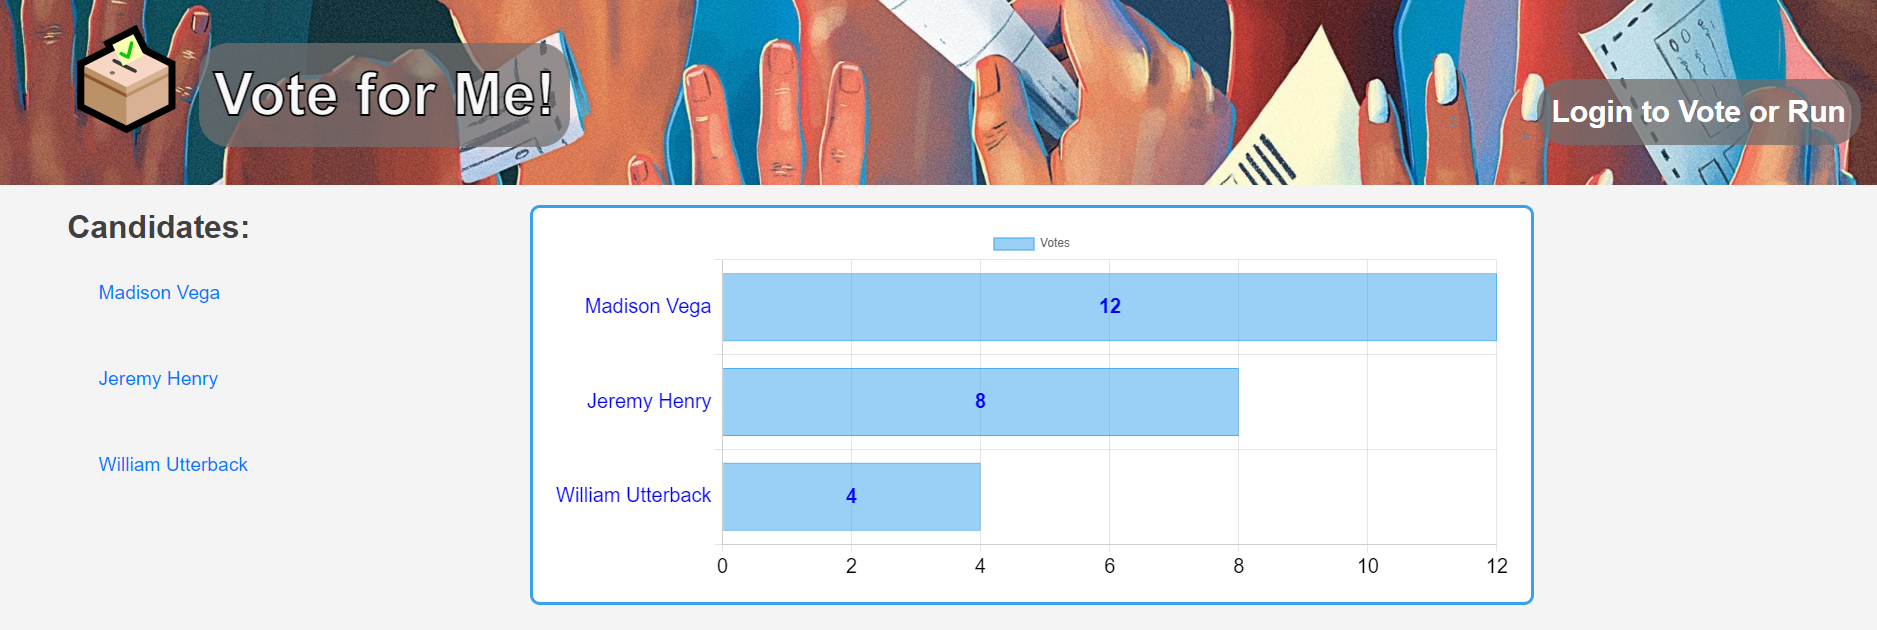 Vote for Me!
Login to Vote or Run
Candidates:
Madison Vega
Jeremy Henry
William Utterback
Votes
Madison Vega 12
Jeremy Henry 8
William Utterback 4
0 2 4 6 8 10 12